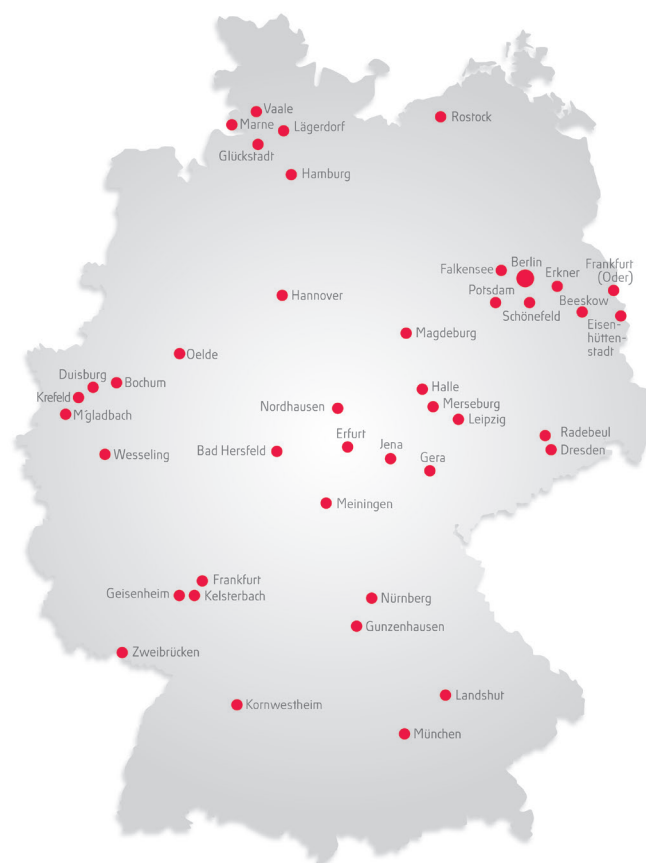 Vaale
Marne
Lägerdorf
Rostock
Glückstadt
Hamburg
Berlin
Falkensee
Erkner
Frankfurt
(Oder)
Potsdam
Beeskow
Hannover
Schönefeld
Eisen-
hütten-
stadt
Magdeburg
Oelde
Duisburg
Bochum
Krefeld
Halle
Nordhausen
Merseburg
M'gladbach
Leipzig
Erfurt
Radebeul
Bad Hersfeld
Jena
Dresden
Wesseling
Gera
Meiningen
Frankfurt
Geisenheim
Kelsterbach
Nürnberg
Gunzenhausen
Zweibrücken
Landshut
Kornwestheim
München